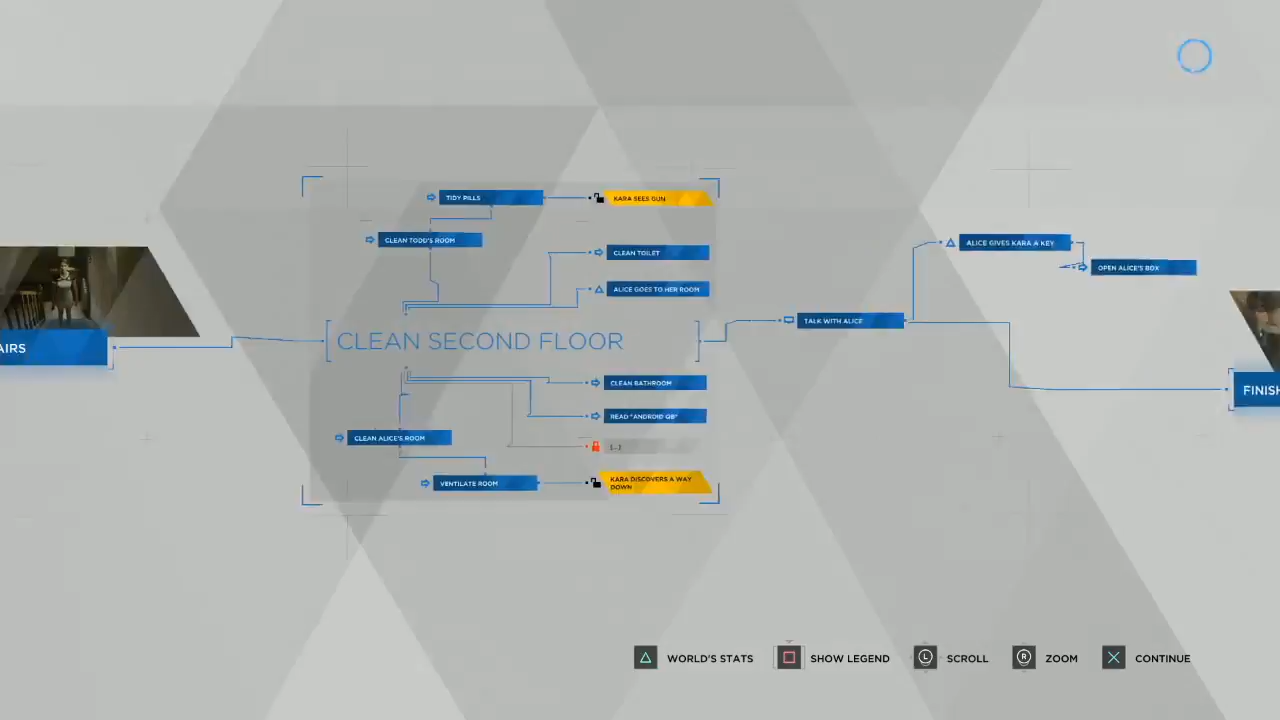 TIDY PILLS
KARA SEES GUN
CLEAN TODD'S ROOM
ALICE GIVES KARA A KEY
CLEAN TOILET
OPEN ALICE'S BOX
ALICE GOES TO HER ROOM
TALK WITH ALICE
CLEAN SECOND FLOOR
AIRS
CLEAN BATHROOM
FINISH
READ "ANDROID QB"
CLEAN ALICE'S ROOM
[...]
VENTILATE ROOM
KARA DISCOVERS A WAY
DOWN
WORLD'S STATS
SHOW LEGEND
L
SCROLL
R
ZOOM
CONTINUE